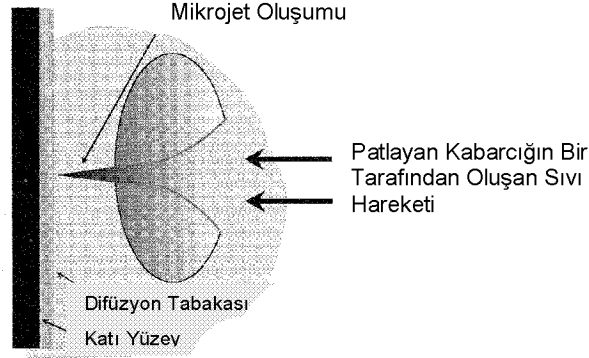 Mikrojet Oluşumu
Patlayan Kabarcığın Bir
Tarafından Oluşan Sıvı
Hareketi
Difüzyon Tabakası
Katı Yüzey